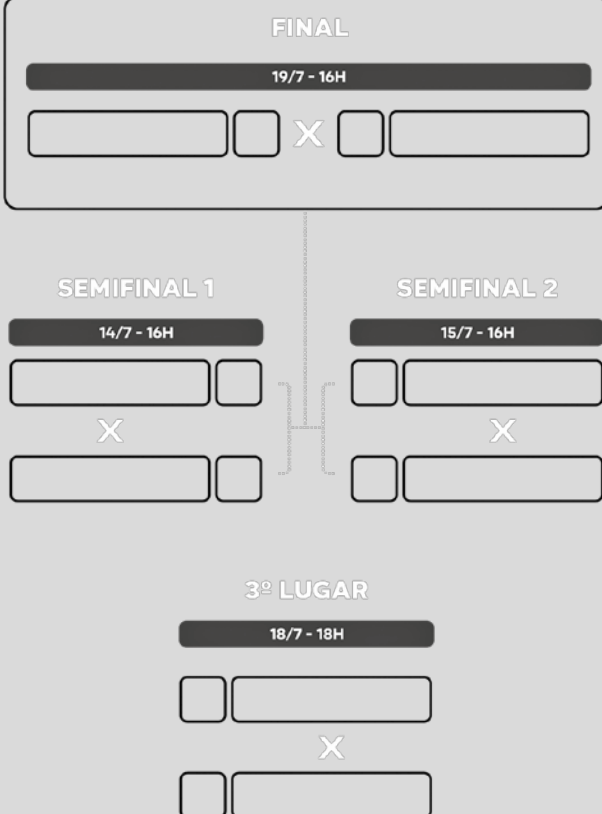 FINAL
19/7 - 16H
X
SEMIFINAL 1
SEMIFINAL 2
14/7 - 16H
15/7 - 16H
X
X
3º LUGAR
18/7 - 18H
X